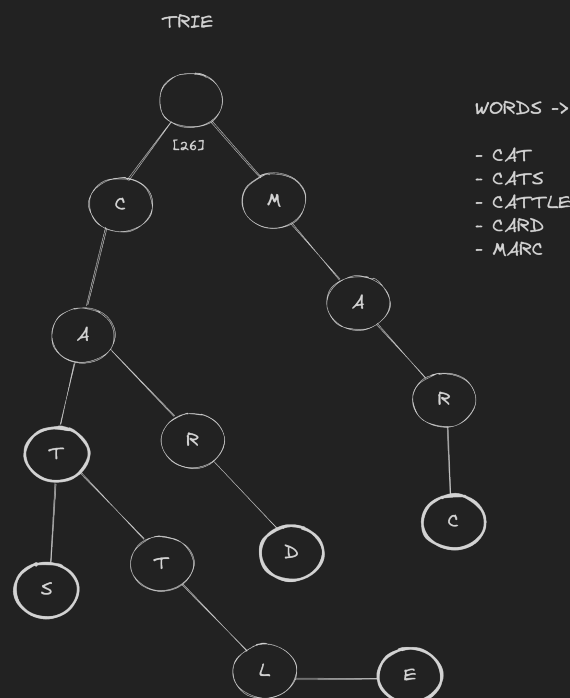 TRIE
WORDS ->
[26]
- CAT
- CATS
- CATTLE
- CARD
- MARC
C
M
A
A
T
R
R
S
T
D
C
L
E